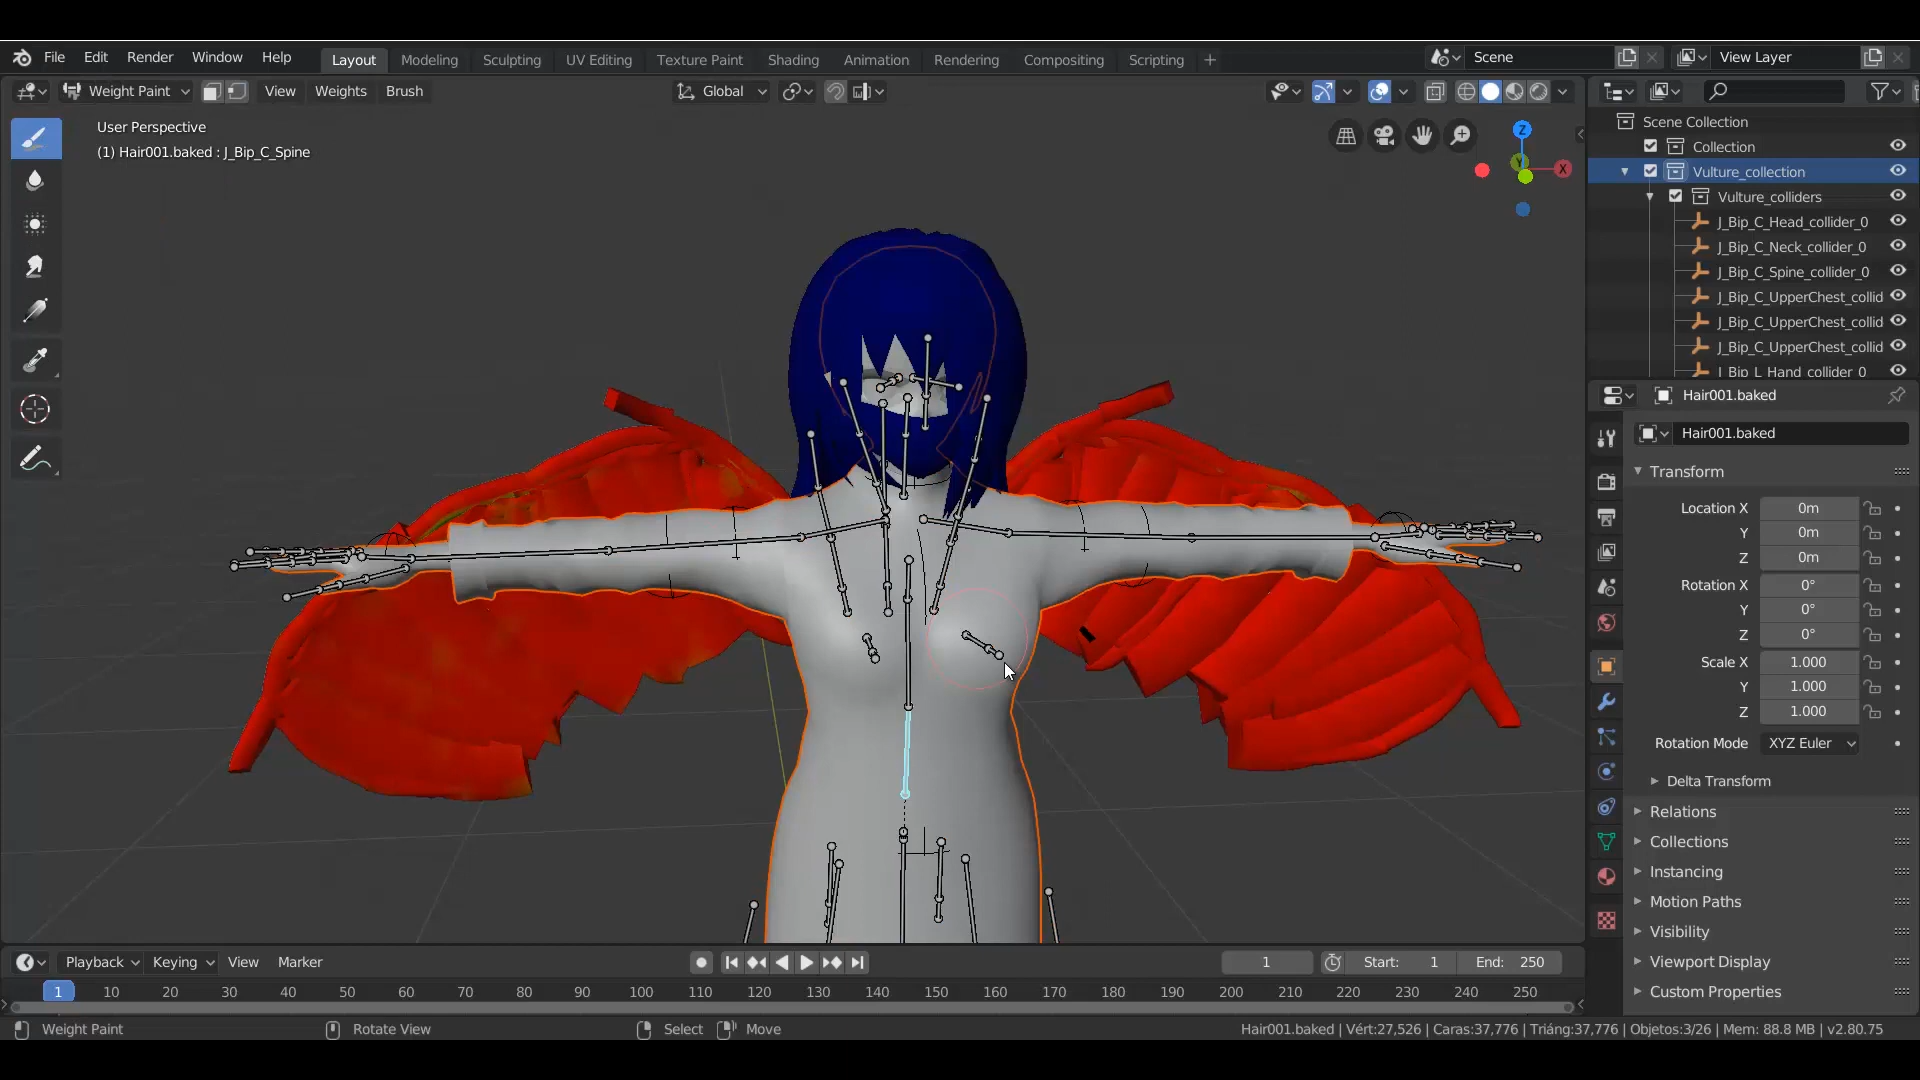 File Edit Render Window Help
Layout Modeling Sculpting UV Editing Texture Paint Shading Animation Rendering Compositing Scripting +
Scene
View Layer
Weight Paint View Weights Brush
Global
User Perspective
(1) Hair001.baked : J_Bip_C_Spine
Z
Y
X
Scene Collection
Collection
Vulture_collection
Vulture_colliders
J_Bip_C_Head_collider_0
J_Bip_C_Neck_collider_0
J_Bip_C_Spine_collider_0
J_Bip_C_UpperChest_collid
J_Bip_C_UpperChest_collid
J_Bip_C_UpperChest_collid
J_Bip_L_Hand_collider_0
Hair001.baked
Hair001.baked
Transform
Location X 0m
Y 0m
Z 0m
Rotation X 0°
Y 0°
Z 0°
Scale X 1.000
Y 1.000
Z 1.000
Rotation Mode XYZ Euler
Delta Transform
Relations
Collections
Instancing
Motion Paths
Visibility
Viewport Display
Custom Properties
Playback Keying View Marker
1
Start: 1
End: 250
1 10 20 30 40 50 60 70 80 90 100 110 120 130 140 150 160 170 180 190 200 210 220 230 240 250
Weight Paint
Rotate View
Select
Move
Hair001.baked | Vért:27,526 | Caras:37,776 | Triáng:37,776 | Objetos:3/26 | Mem: 88.8 MB | v2.80.75